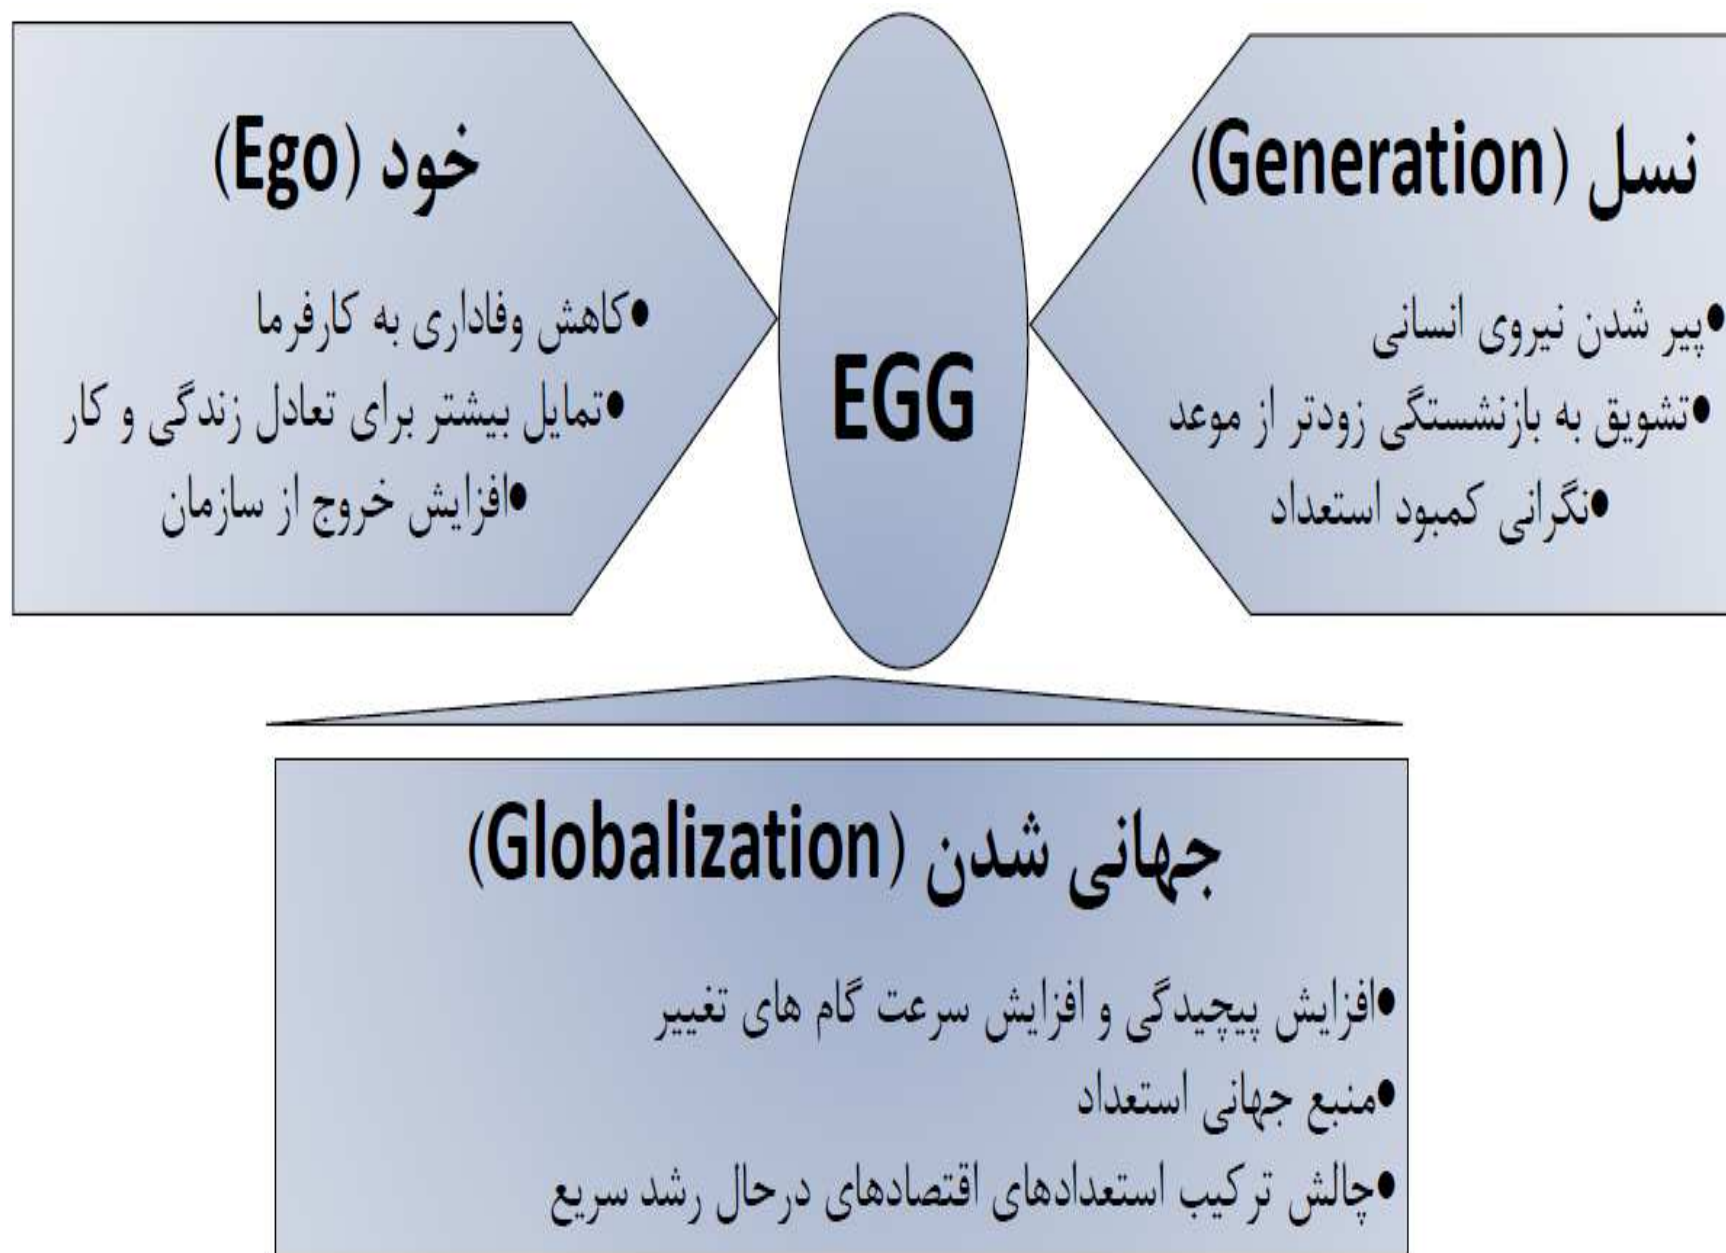 نسل (Generation)
•پیر شدن نیروی انسانی
•تشویق به بازنشستگی زودتر از موعد
•نگرانی کمبود استعداد
EGG
خود (Ego)
•کاهش وفاداری به کارفرما
•تمایل بیشتر برای تعادل زندگی و کار
•افزایش خروج از سازمان
جهانی شدن (Globalization)
•افزایش پیچیدگی و افزایش سرعت گام های تغییر
•منبع جهانی استعداد
•چالش ترکیب استعدادهای اقتصادهای درحال رشد سریع